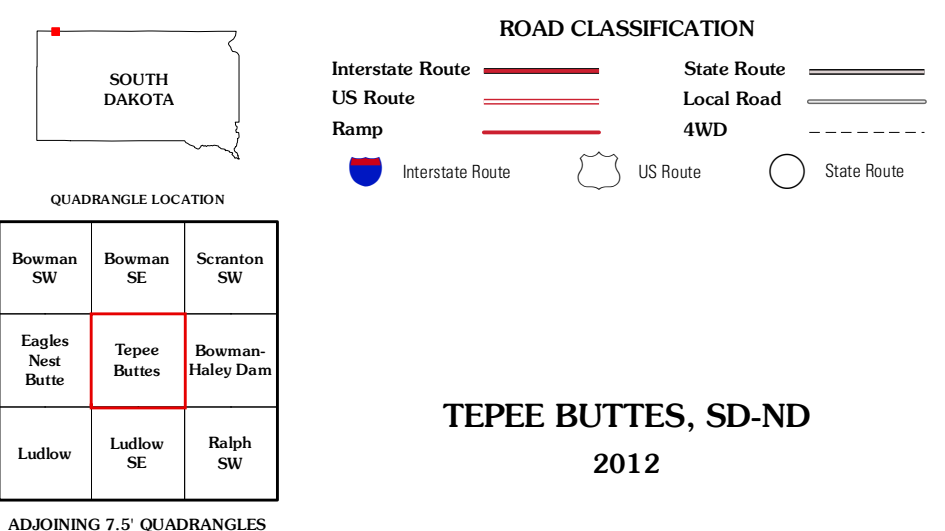 SOUTH
DAKOTA
QUADRANGLE LOCATION
ROAD CLASSIFICATION
Interstate Route
State Route
US Route
Local Road
Ramp
4WD
Interstate Route
US Route
State Route
Bowman
SW
Bowman
SE
Scranton
SW
Eagles
Nest
Butte
Tepee
Buttes
Bowman-
Haley Dam
Ludlow
Ludlow
SE
Ralph
SW
ADJOINING 7.5' QUADRANGLES
TEPEE BUTTES, SD-ND
2012